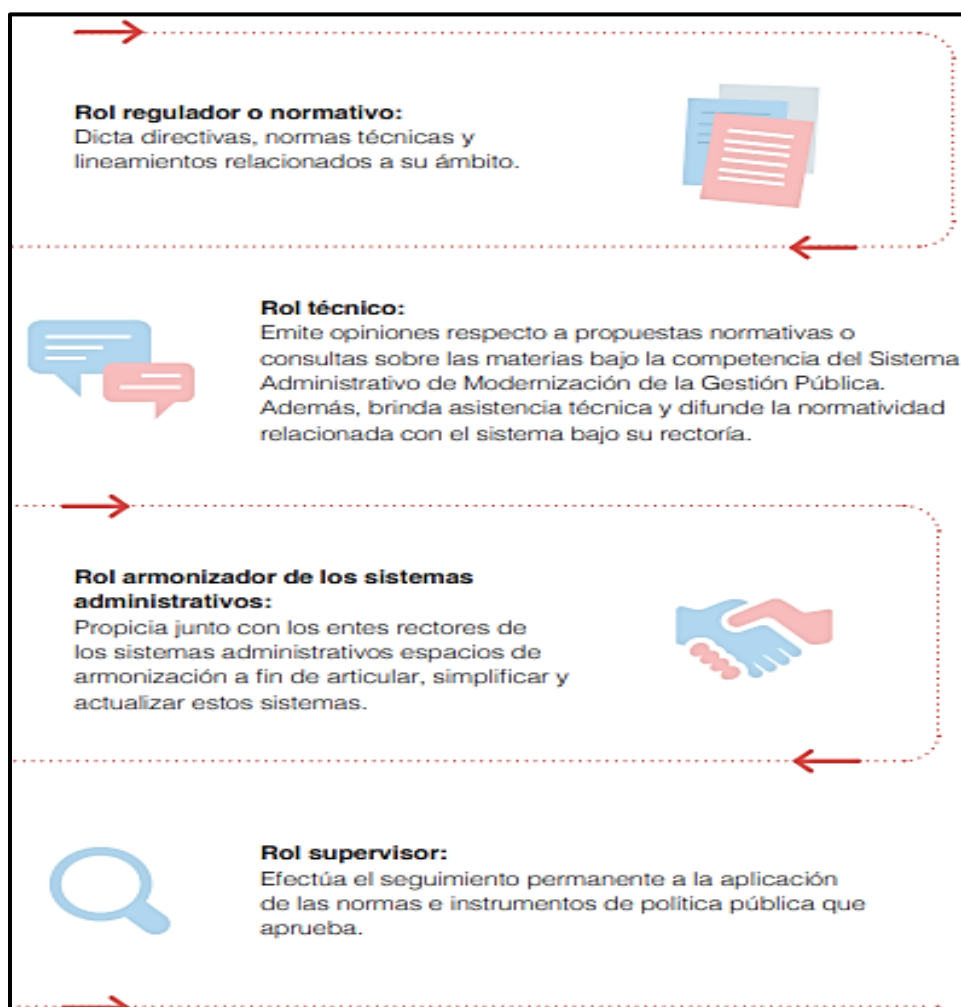 Rol regulador o normativo:
Dicta directivas, normas técnicas y
lineamientos relacionados a su ámbito.
Rol técnico:
Emite opiniones respecto a propuestas normativas o
consultas sobre las materias bajo la competencia del Sistema
Administrativo de Modernización de la Gestión Pública.
Además, brinda asistencia técnica y difunde la normatividad
relacionada con el sistema bajo su rectoría.
Rol armonizador de los sistemas
administrativos:
Propicia junto con los entes rectores de
los sistemas administrativos espacios de
armonización a fin de articular, simplificar y
actualizar estos sistemas.
Rol supervisor:
Efectúa el seguimiento permanente a la aplicación
de las normas e instrumentos de política pública que
aprueba.